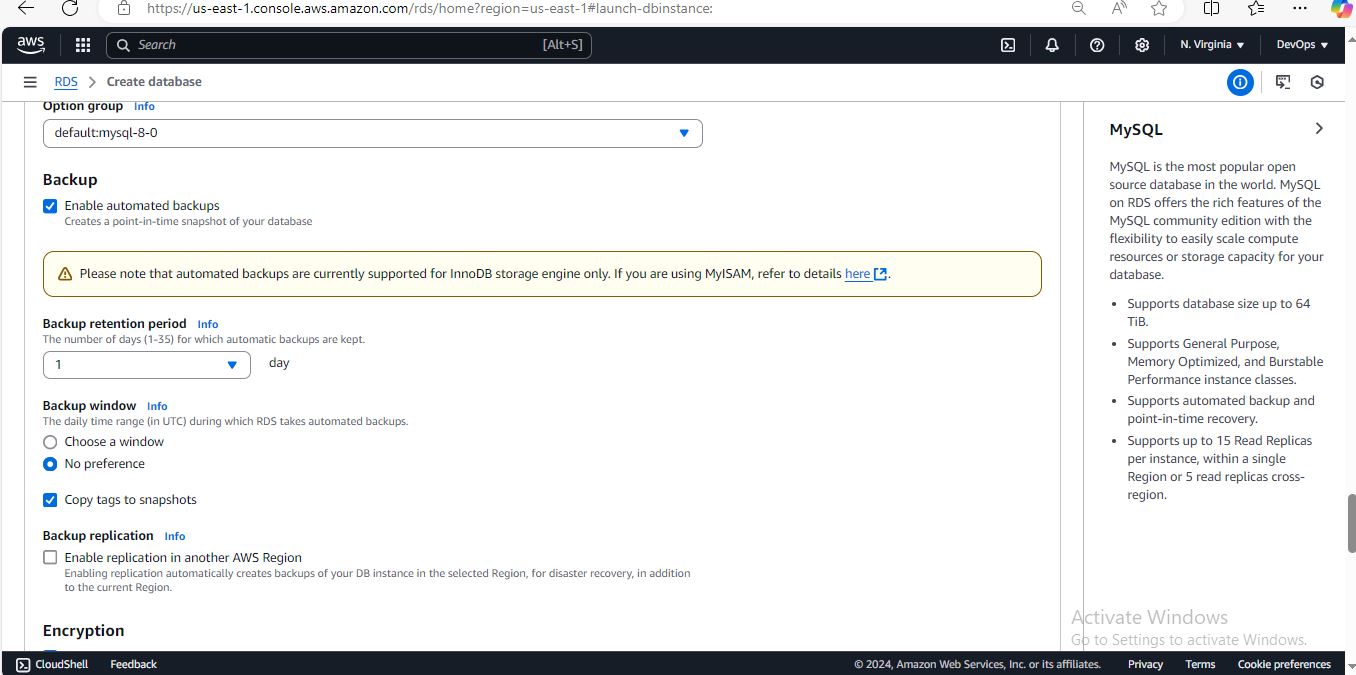 https://us-east-1.console.aws.amazon.com/rds/home?region=us-east-1#launch-dbinstance:
aws
Search
[Alt+S]
N. Virginia
DevOps
RDS
Create database
Option group Info
default:mysql-8-0
Backup
Enable automated backups
Creates a point-in-time snapshot of your database
Please note that automated backups are currently supported for InnoDB storage engine only. If you are using MyISAM, refer to details here.
Backup retention period Info
The number of days (1-35) for which automatic backups are kept.
1
day
Backup window Info
The daily time range (in UTC) during which RDS takes automated backups.
Choose a window
No preference
Copy tags to snapshots
Backup replication Info
Enable replication in another AWS Region
Enabling replication automatically creates backups of your DB instance in the selected Region, for disaster recovery, in addition
to the current Region.
Encryption
MySQL
MySQL is the most popular open
source database in the world. MySQL
on RDS offers the rich features of the
MySQL community edition with the
flexibility to easily scale compute
resources or storage capacity for your
database.
• Supports database size up to 64
TiB.
• Supports General Purpose,
Memory Optimized, and Burstable
Performance instance classes.
• Supports automated backup and
point-in-time recovery.
• Supports up to 15 Read Replicas
per instance, within a single
Region or 5 read replicas cross-
region.
Activate Windows
Go to Settings to activate Windows.
CloudShell
Feedback
© 2024, Amazon Web Services, Inc. or its affiliates.
Privacy
Terms
Cookie preferences